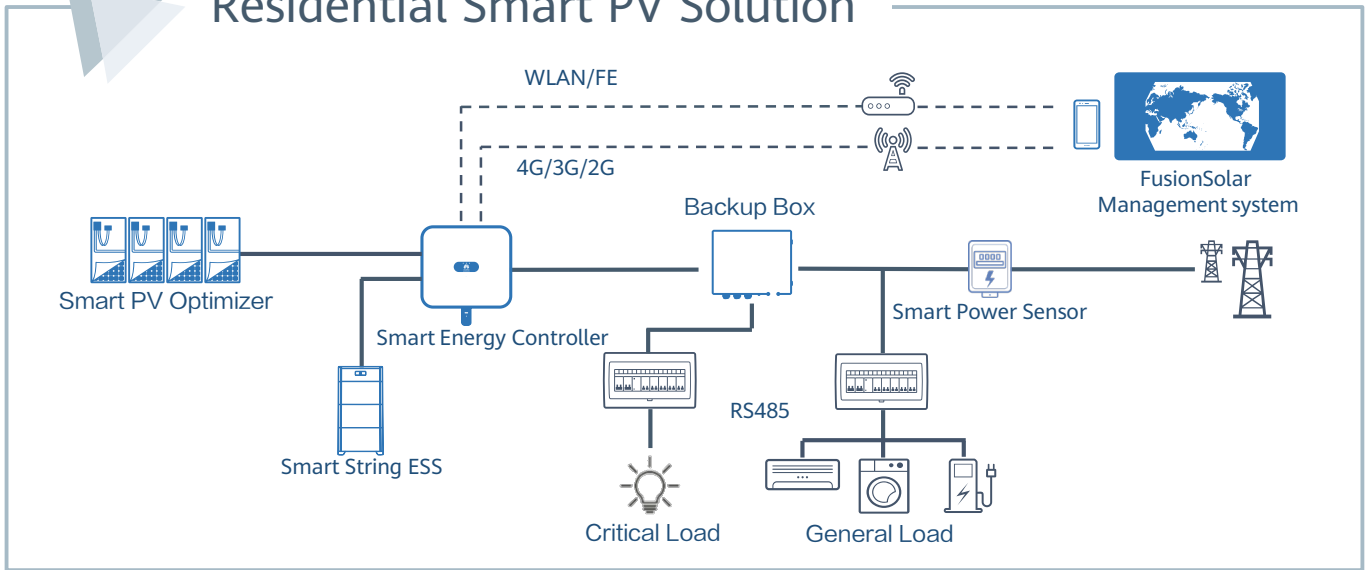 Residential Smart PV Solution
WLAN/FE
4G/3G/2G
FusionSolar
Management system
Backup Box
Smart PV Optimizer
Smart Power Sensor
Smart Energy Controller
RS485
Smart String ESS
Critical Load
General Load